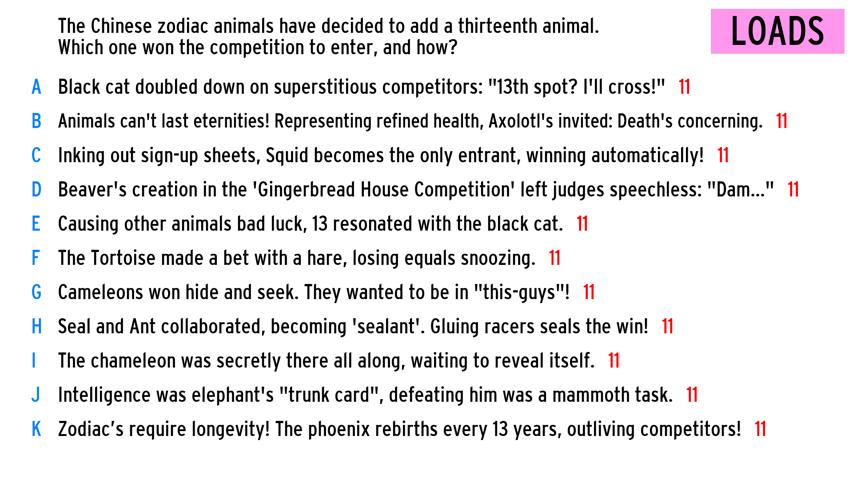 The Chinese zodiac animals have decided to add a thirteenth animal.
Which one won the competition to enter, and how?
LOADS
A Black cat doubled down on superstitious competitors: "13th spot? I'll cross!" 11
B Animals can't last eternities! Representing refined health, Axolotl's invited: Death's concerning. 11
C Inking out sign-up sheets, Squid becomes the only entrant, winning automatically! 11
D Beaver's creation in the 'Gingerbread House Competition' left judges speechless: "Dam..." 11
E Causing other animals bad luck, 13 resonated with the black cat. 11
F The Tortoise made a bet with a hare, losing equals snoozing. 11
G Cameleons won hide and seek. They wanted to be in "this-guys"! 11
H Seal and Ant collaborated, becoming 'sealant'. Gluing racers seals the win! 11
I The chameleon was secretly there all along, waiting to reveal itself. 11
J Intelligence was elephant's "trunk card", defeating him was a mammoth task. 11
K Zodiac's require longevity! The phoenix rebirths every 13 years, outliving competitors! 11